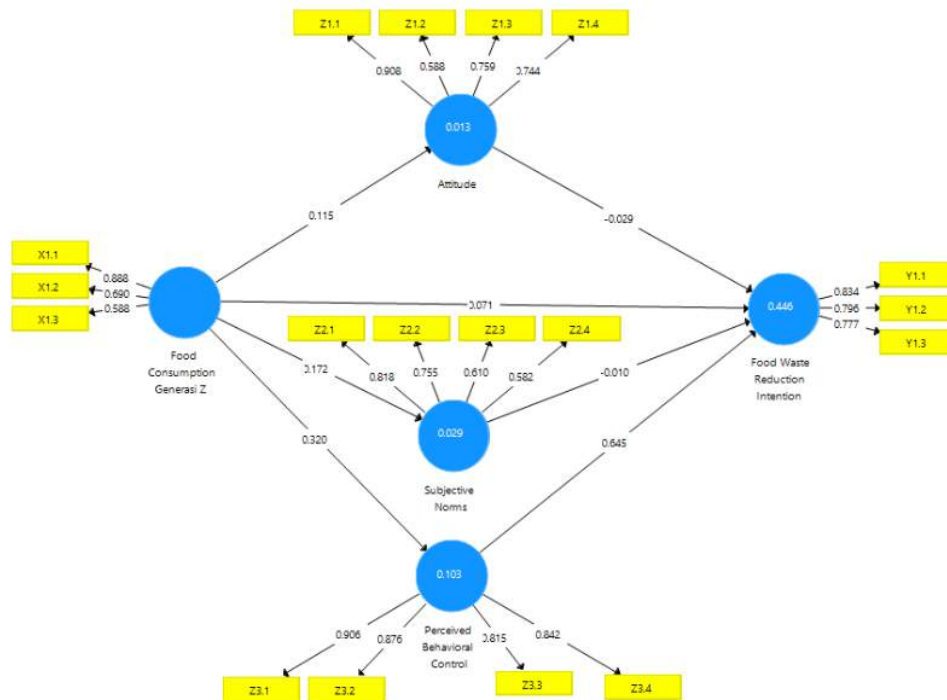 Z1.1
Z1.2
Z1.3
Z1.4
0.908
0.588
0.759
0.744
0.013
Attitude
0.115
-0.029
X1.1
X1.2
X1.3
0.888
0.690
0.588
Food
Consumption
Generasi Z
0.071
0.446
Food Waste
Reduction
Intention
0.834
0.796
0.777
Y1.1
Y1.2
Y1.3
Z2.1
Z2.2
Z2.3
Z2.4
0.172
0.818
0.755
0.610
0.582
-0.010
0.029
Subjective
Norms
0.320
0.645
0.103
Perceived
Behavioral
Control
0.906
0.876
0.815
0.842
Z3.1
Z3.2
Z3.3
Z3.4